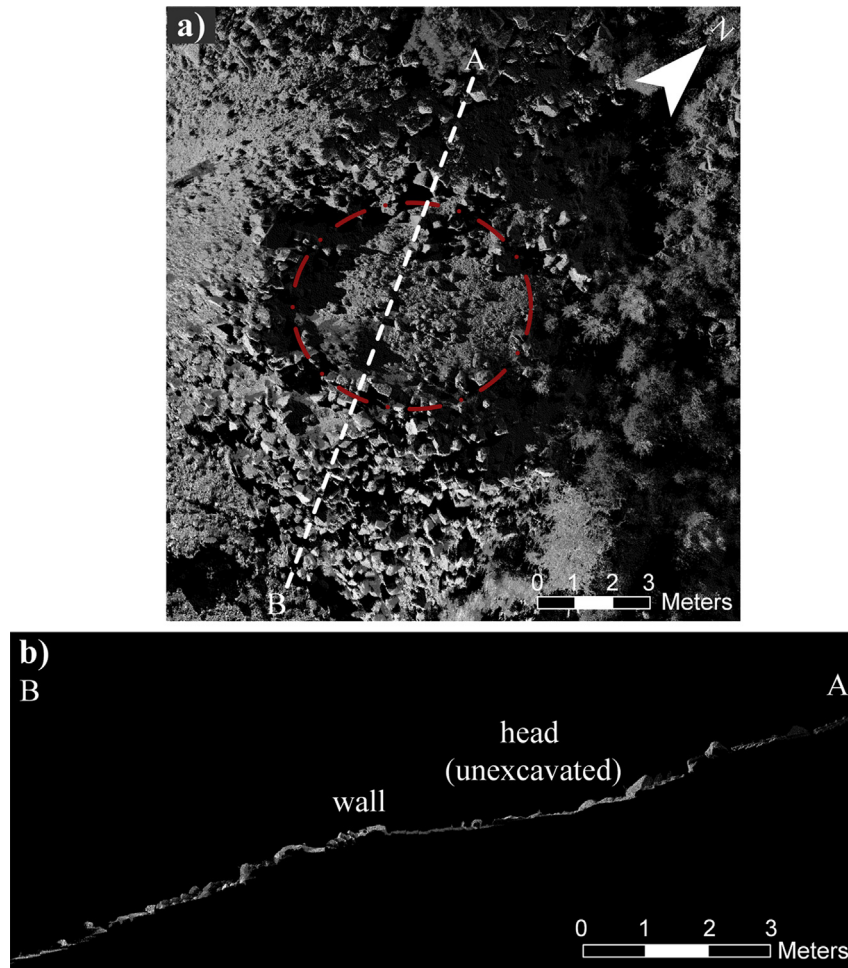 a)
N
A
B
0 1 2 3
Meters
b)
B
A
head
(unexcavated)
wall
0 1 2 3
Meters